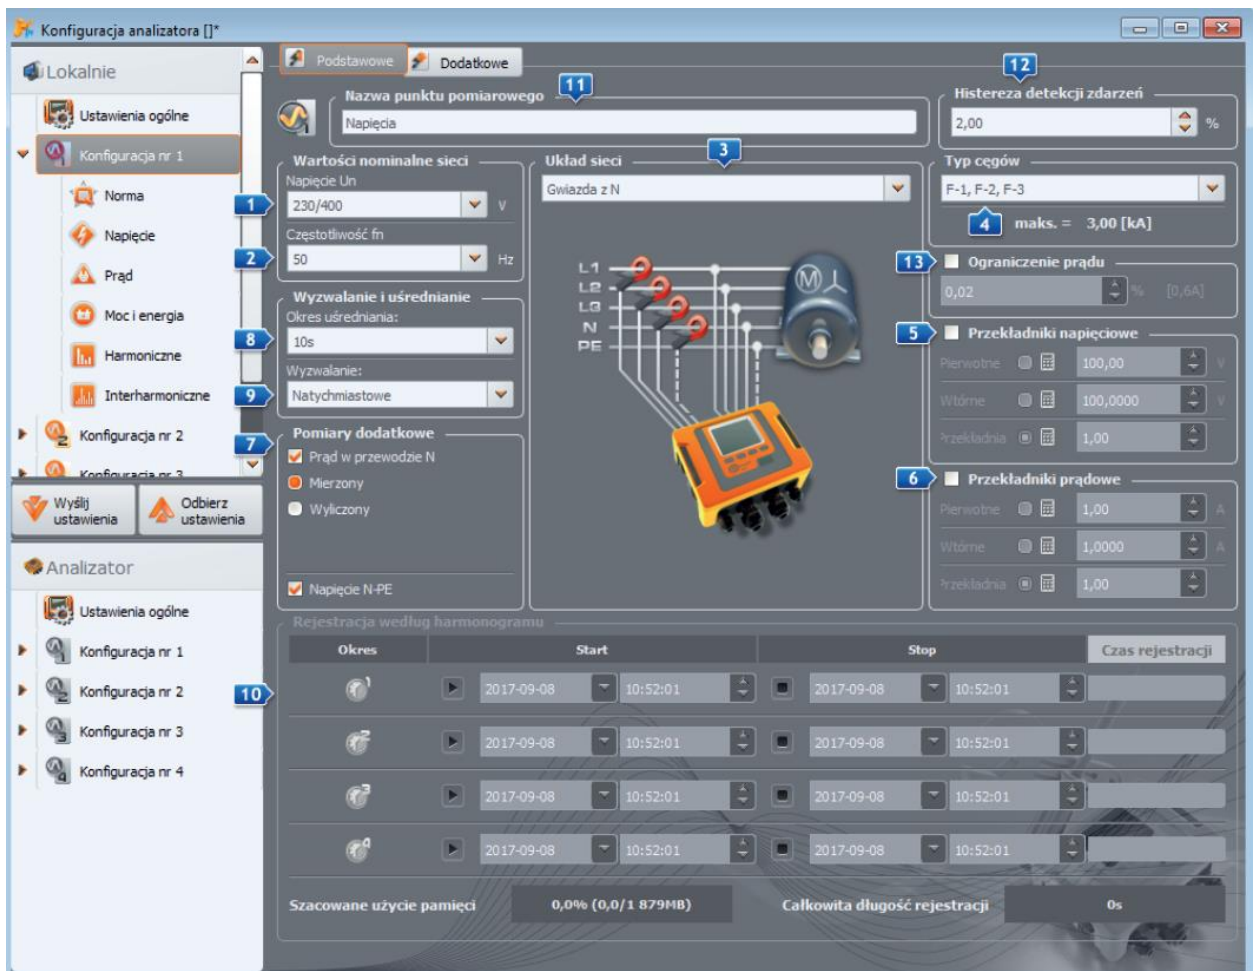 Konfiguracja analizatora []*
Lokalnie
Ustawienia ogólne
Konfiguracja nr 1
Norma
Napięcie
Prąd
Moc i energia
Harmoniczne
Interharmoniczne
Konfiguracja nr 2
Konfiguracja nr 3
Wyślij ustawienia
Odbierz ustawienia
Analizator
Ustawienia ogólne
Konfiguracja nr 1
Konfiguracja nr 2
Konfiguracja nr 3
Konfiguracja nr 4
Podstawowe Dodatkowe
Nazwa punktu pomiarowego 11
Napięcia
12
Histereza detekcji zdarzeń
2,00 %
Wartości nominalne sieci
Napięcie Un
1 230/400 V
Częstotliwość fn
2 50 Hz
Wyzwalanie i uśrednianie
Okres uśredniania:
8 10s
Wyzwalanie:
9 Natychmiastowe
7 Pomiary dodatkowe
Prąd w przewodzie N
Mierzony
Wyliczony
Napięcie N-PE
Układ sieci 3
Gwiazda z N
L1
L2
L3
N
PE
M
Typ cęgów
F-1, F-2, F-3
4 maks. = 3,00 [kA]
13 Ograniczenie prądu
0,02 % [0,6A]
5 Przekładniki napięciowe
Pierwotne 100,00 V
Wtórne 100,0000 V
Przekładnia 1,00
6 Przekładniki prądowe
Pierwotne 1,00 A
Wtórne 1,0000 A
Przekładnia 1,00
Rejestracja według harmonogramu
Okres Start Stop Czas rejestracji
10 1 2017-09-08 10:52:01 2017-09-08 10:52:01
2 2017-09-08 10:52:01 2017-09-08 10:52:01
3 2017-09-08 10:52:01 2017-09-08 10:52:01
4 2017-09-08 10:52:01 2017-09-08 10:52:01
Szacowane użycie pamięci 0,0% (0,0/1 879MB) Całkowita długość rejestracji 0s